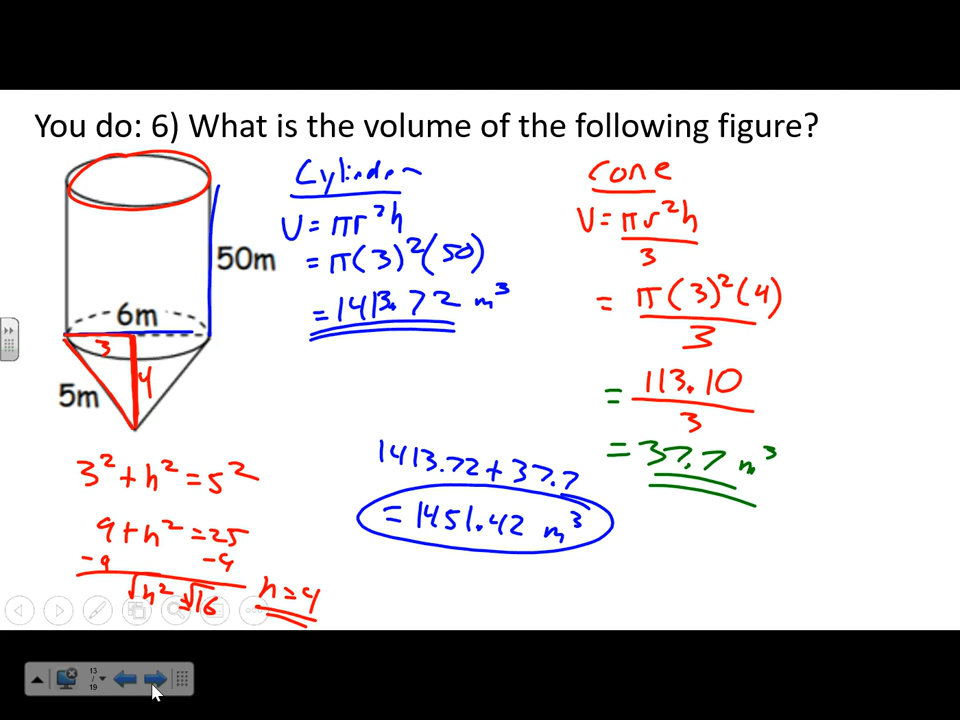 You do: 6) What is the volume of the following figure?
Cylinder
V = πr²h
= π(3)²(50)
= 1413.72 m³
Cone
V = πr²h
3
= π(3)²(4)
3
= 113.10
3
= 37.7 m³
50m
6m
3
4
5m
3² + h² = 5²
9 + h² = 25
-9 -9
√h² = √16
h = 4
1413.72 + 37.7
= 1451.42 m³
13
/
19